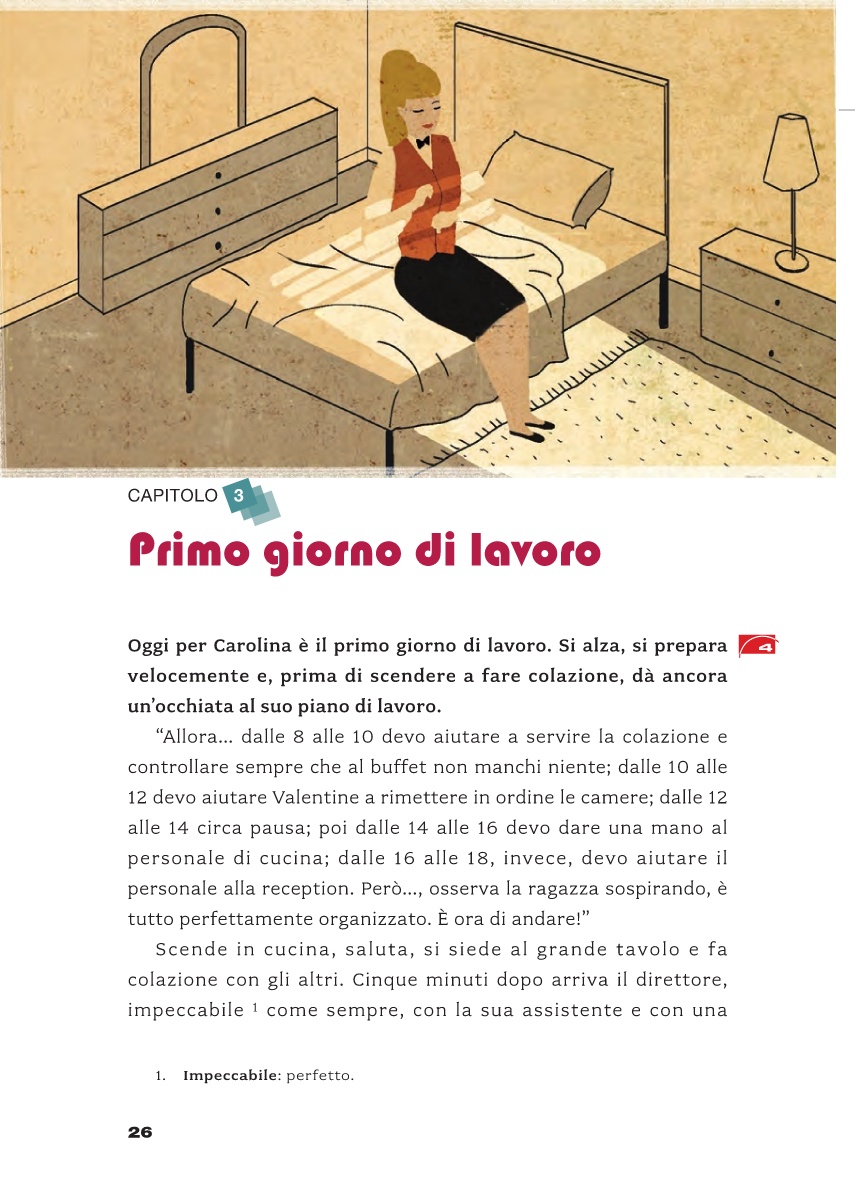 CAPITOLO 3
Primo giorno di lavoro
Oggi per Carolina è il primo giorno di lavoro. Si alza, si prepara
4
velocemente e, prima di scendere a fare colazione, dà ancora
un’occhiata al suo piano di lavoro.
“Allora... dalle 8 alle 10 devo aiutare a servire la colazione e
controllare sempre che al buffet non manchi niente; dalle 10 alle
12 devo aiutare Valentine a rimettere in ordine le camere; dalle 12
alle 14 circa pausa; poi dalle 14 alle 16 devo dare una mano al
personale di cucina; dalle 16 alle 18, invece, devo aiutare il
personale alla reception. Però..., osserva la ragazza sospirando, è
tutto perfettamente organizzato. È ora di andare!”
Scende in cucina, saluta, si siede al grande tavolo e fa
colazione con gli altri. Cinque minuti dopo arriva il direttore,
impeccabile 1 come sempre, con la sua assistente e con una
1. Impeccabile: perfetto.
26